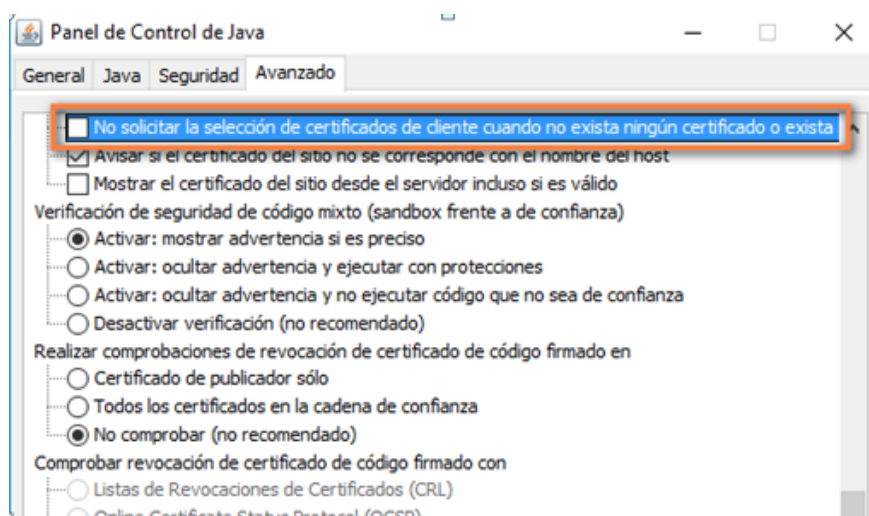 Panel de Control de Java
General Java Seguridad Avanzado
No solicitar la selección de certificados de cliente cuando no exista ningún certificado o exista
Avisar si el certificado del sitio no se corresponde con el nombre del host
Mostrar el certificado del sitio desde el servidor incluso si es válido
Verificación de seguridad de código mixto (sandbox frente a de confianza)
Activar: mostrar advertencia si es preciso
Activar: ocultar advertencia y ejecutar con protecciones
Activar: ocultar advertencia y no ejecutar código que no sea de confianza
Desactivar verificación (no recomendado)
Realizar comprobaciones de revocación de certificado de código firmado en
Certificado de publicador sólo
Todos los certificados en la cadena de confianza
No comprobar (no recomendado)
Comprobar revocación de certificado de código firmado con
Listas de Revocaciones de Certificados (CRL)
Online Certificate Status Protocol (OCSP)